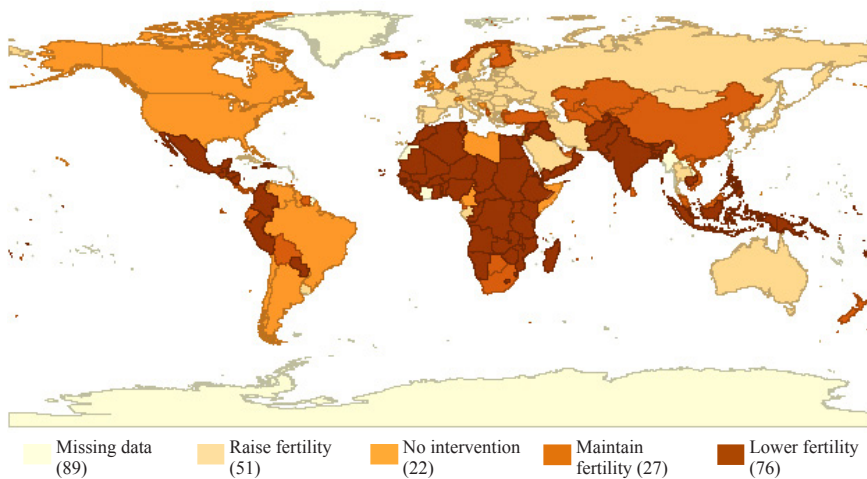 Missing data
(89)
Raise fertility
(51)
No intervention
(22)
Maintain
fertility (27)
Lower fertility
(76)